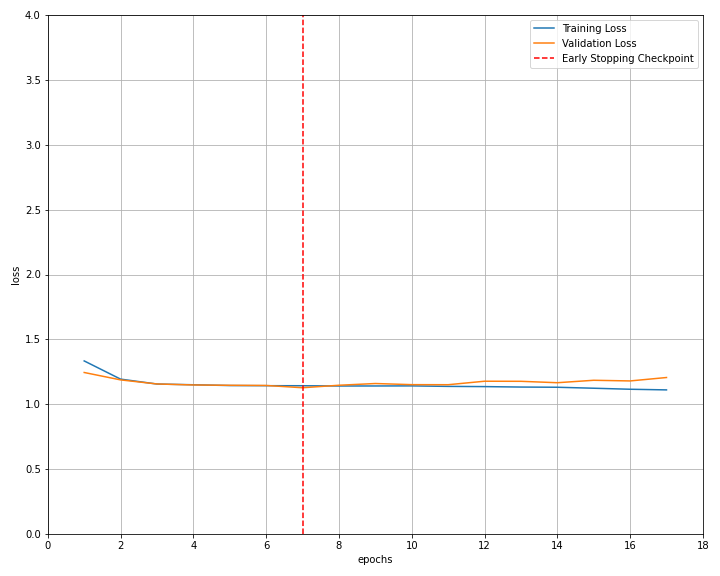 4.0
3.5
3.0
2.5
2.0
1.5
1.0
0.5
0.0
loss
Training Loss
Validation Loss
Early Stopping Checkpoint
0 2 4 6 8 10 12 14 16 18
epochs